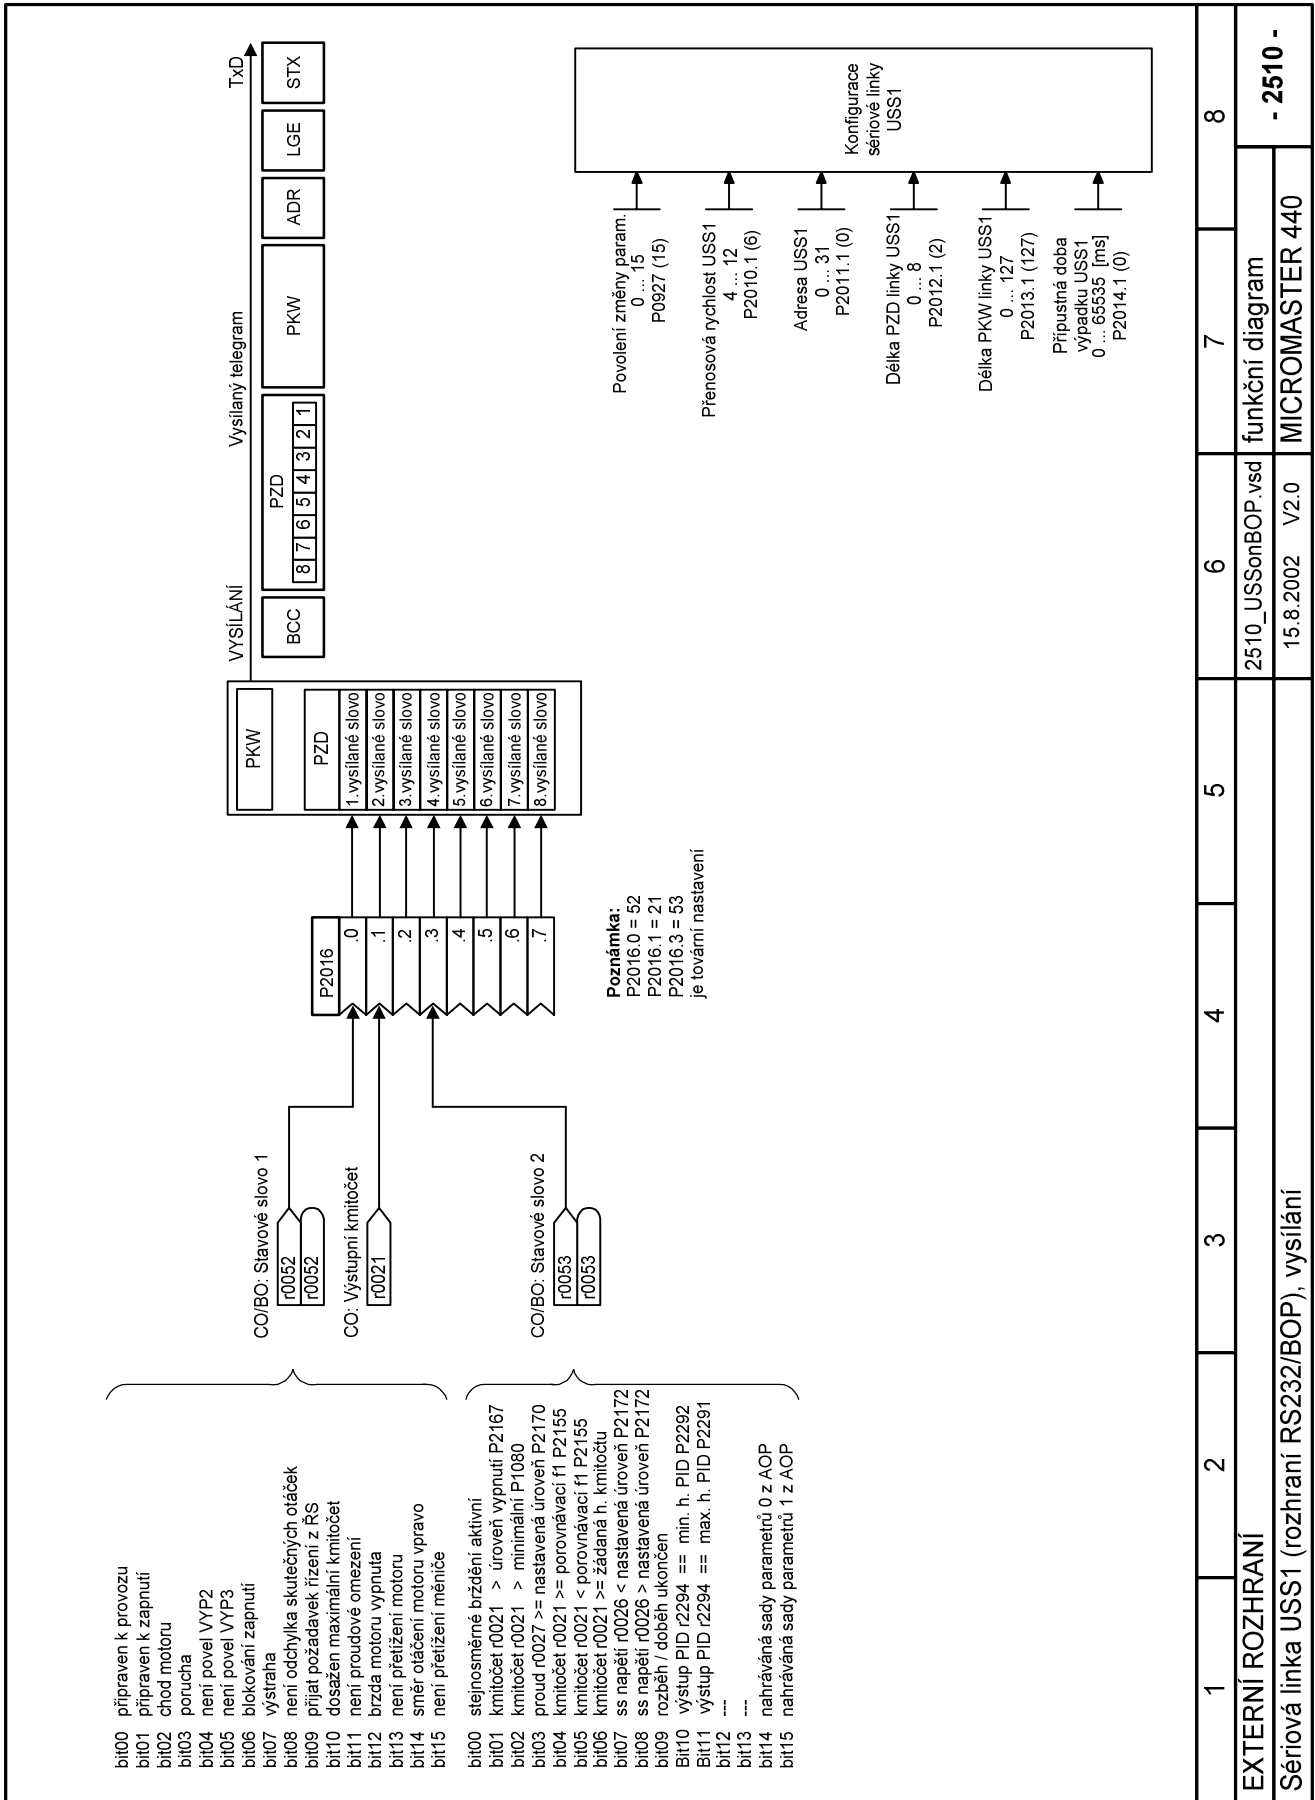 bit00 připraven k provozu
bit01 připraven k zapnutí
bit02 chod motoru
bit03 porucha
bit04 není povel VYP2
bit05 není povel VYP3
bit06 blokování zapnutí
bit07 výstraha
bit08 není odchylka skutečných otáček
bit09 přijat požadavek řízení z ŘS
bit10 dosažen maximální kmitočet
bit11 není proudové omezení
bit12 brzda motoru vypnuta
bit13 není přetížení motoru
bit14 směr otáčení motoru vpravo
bit15 není přetížení měniče
bit00 stejnosměrné brždění aktivní
bit01 kmitočet r0021 > úroveň vypnutí P2167
bit02 kmitočet r0021 > minimální P1080
bit03 proud r0027 >= nastavená úroveň P2170
bit04 kmitočet r0021 >= porovnávací f1 P2155
bit05 kmitočet r0021 < porovnávací f1 P2155
bit06 kmitočet r0021 >= žádaná h. kmitočtu
bit07 ss napětí r0026 < nastavená úroveň P2172
bit08 ss napětí r0026 > nastavená úroveň P2172
bit09 rozběh / doběh ukončen
Bit10 výstup PID r2294 == min. h. PID P2292
Bit11 výstup PID r2294 == max. h. PID P2291
bit12 ---
bit13 ---
bit14 nahráváná sady parametrů 0 z AOP
bit15 nahráváná sady parametrů 1 z AOP
CO/BO: Stavové slovo 1
r0052
r0052
CO: Výstupní kmitočet
r0021
CO/BO: Stavové slovo 2
r0053
r0053
P2016
.0
.1
.2
.3
.4
.5
.6
.7
Poznámka:
P2016.0 = 52
P2016.1 = 21
P2016.3 = 53
je tovární nastavení
PKW
PZD
1.vysílané slovo
2.vysílané slovo
3.vysílané slovo
4.vysílané slovo
5.vysílané slovo
6.vysílané slovo
7.vysílané slovo
8.vysílané slovo
VYSÍLÁNÍ
Vysílaný telegram
TxD
BCC
PZD
8 7 6 5 4 3 2 1
PKW
ADR
LGE
STX
Povolení změny param.
0 ... 15
P0927 (15)
Přenosová rychlost USS1
4 ... 12
P2010.1 (6)
Adresa USS1
0 ... 31
P2011.1 (0)
Délka PZD linky USS1
0 ... 8
P2012.1 (2)
Délka PKW linky USS1
0 ... 127
P2013.1 (127)
Přípustná doba
výpadku USS1
0 ... 65535 [ms]
P2014.1 (0)
Konfigurace
sériové linky
USS1
1 2 3 4 5 6 7 8
EXTERNÍ ROZHRANÍ
2510_USSonBOP.vsd
funkční diagram
- 2510 -
Sériová linka USS1 (rozhraní RS232/BOP), vysílání
15.8.2002 V2.0
MICROMASTER 440